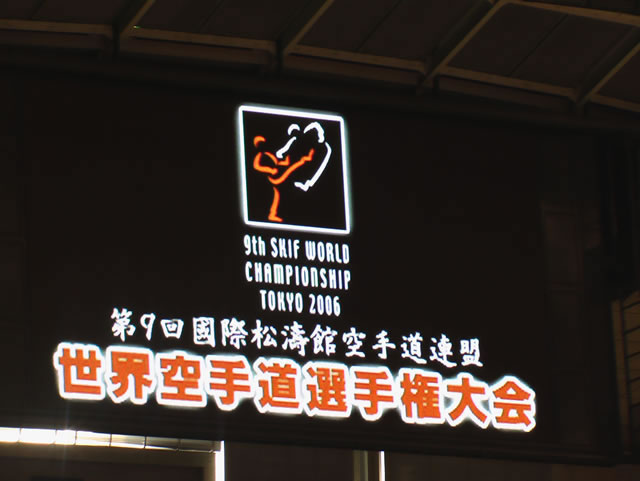 9th SKIF WORLD
CHAMPIONSHIP
TOKYO 2006
第9回國際松濤館空手道連盟
世界空手道選手権大会